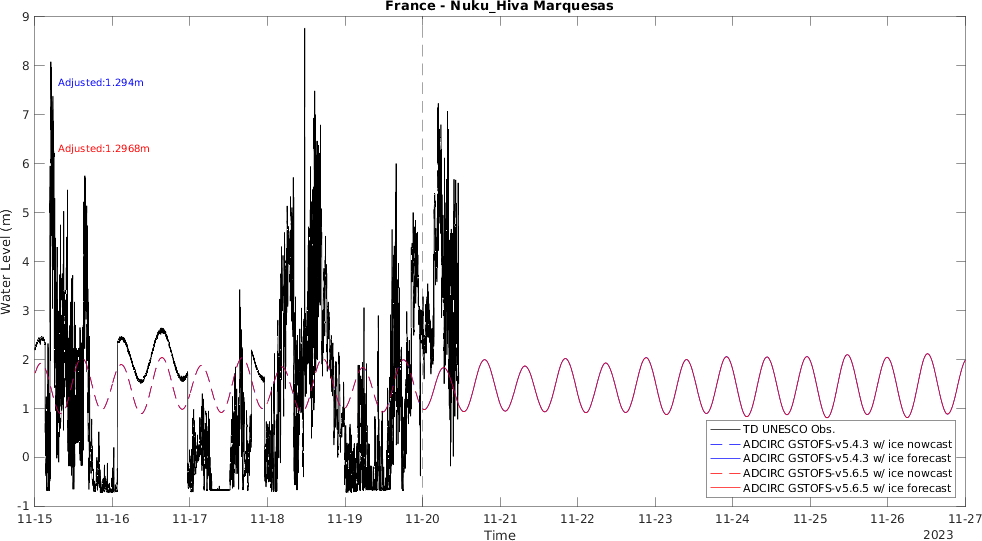 France - Nuku_Hiva Marquesas
9
8
7
6
5
4
3
2
1
0
-1
Water Level (m)
Adjusted:1.294m
Adjusted:1.2968m
TD UNESCO Obs.
ADCIRC GSTOFS-v5.4.3 w/ ice nowcast
ADCIRC GSTOFS-v5.4.3 w/ ice forecast
ADCIRC GSTOFS-v5.6.5 w/ ice nowcast
ADCIRC GSTOFS-v5.6.5 w/ ice forecast
11-15 11-16 11-17 11-18 11-19 11-20 11-21 11-22 11-23 11-24 11-25 11-26 11-27
Time
2023